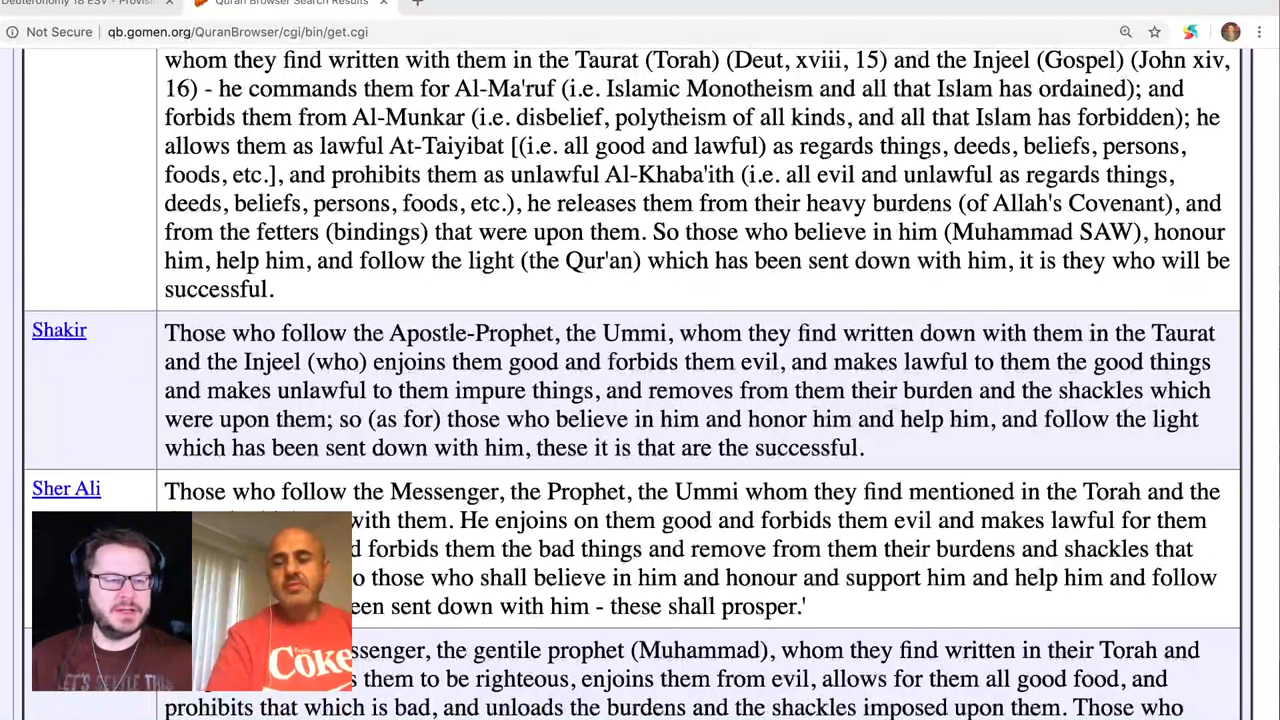 Deuteronomy 18 ESV - Provisi
Quran Browser Search Results
Not Secure qb.gomen.org/QuranBrowser/cgi/bin/get.cgi
whom they find written with them in the Taurat (Torah) (Deut, xviii, 15) and the Injeel (Gospel) (John xiv,
16) - he commands them for Al-Ma'ruf (i.e. Islamic Monotheism and all that Islam has ordained); and
forbids them from Al-Munkar (i.e. disbelief, polytheism of all kinds, and all that Islam has forbidden); he
allows them as lawful At-Taiyibat [(i.e. all good and lawful) as regards things, deeds, beliefs, persons,
foods, etc.], and prohibits them as unlawful Al-Khaba'ith (i.e. all evil and unlawful as regards things,
deeds, beliefs, persons, foods, etc.), he releases them from their heavy burdens (of Allah's Covenant), and
from the fetters (bindings) that were upon them. So those who believe in him (Muhammad SAW), honour
him, help him, and follow the light (the Qur'an) which has been sent down with him, it is they who will be
successful.
Shakir
Those who follow the Apostle-Prophet, the Ummi, whom they find written down with them in the Taurat
and the Injeel (who) enjoins them good and forbids them evil, and makes lawful to them the good things
and makes unlawful to them impure things, and removes from them their burden and the shackles which
were upon them; so (as for) those who believe in him and honor him and help him, and follow the light
which has been sent down with him, these it is that are the successful.
Sher Ali
Those who follow the Messenger, the Prophet, the Ummi whom they find mentioned in the Torah and the
with them. He enjoins on them good and forbids them evil and makes lawful for them
d forbids them the bad things and remove from them their burdens and shackles that
o those who shall believe in him and honour and support him and help him and follow
een sent down with him - these shall prosper.'
ssenger, the gentile prophet (Muhammad), whom they find written in their Torah and
s them to be righteous, enjoins them from evil, allows for them all good food, and
prohibits that which is bad, and unloads the burdens and the shackles imposed upon them. Those who
Coke
LET'S SETTLE THIS